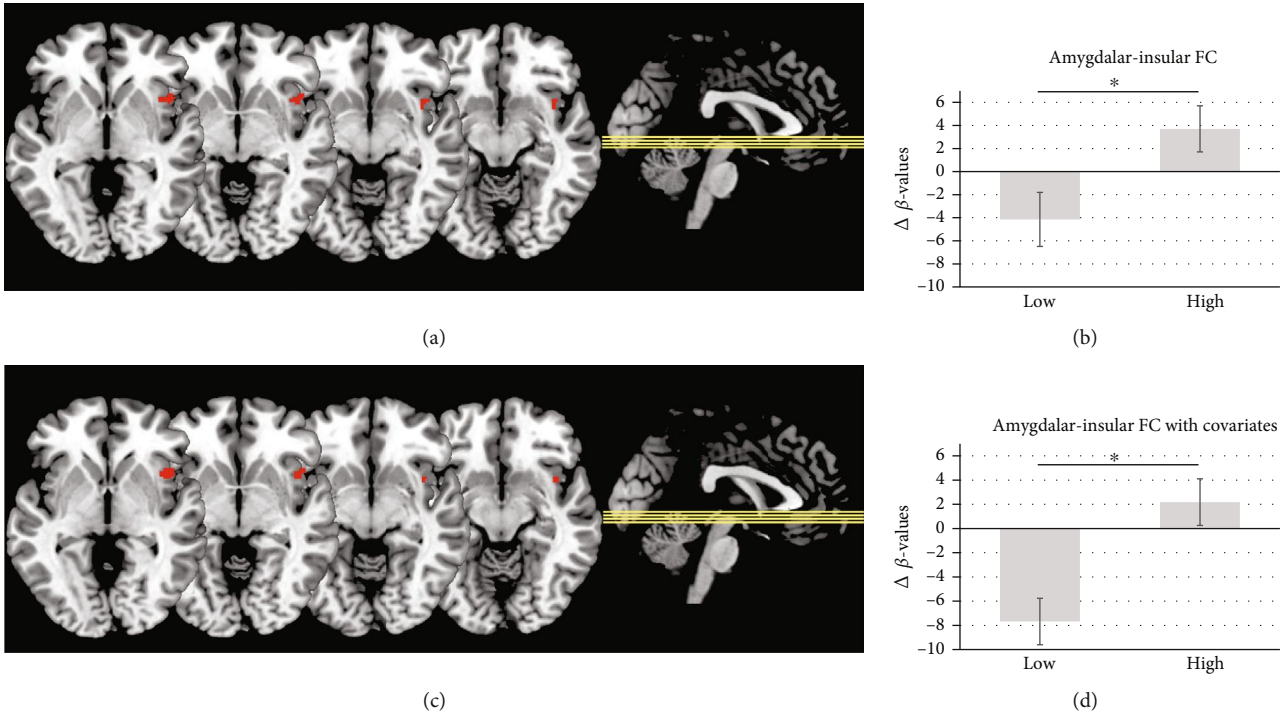 (a)
Amygdalar-insular FC
*
6
4
2
0
−2
−4
−6
−8
−10
Δ β-values
Low High
(b)
(c)
Amygdalar-insular FC with covariates
*
6
4
2
0
−2
−4
−6
−8
−10
Δ β-values
Low High
(d)